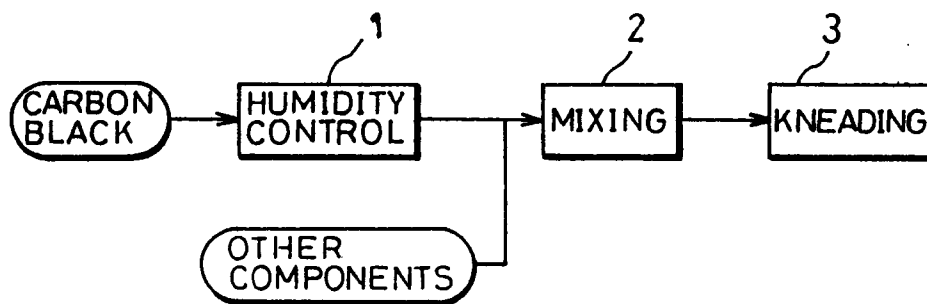 1
2
3
CARBON
BLACK
HUMIDITY
CONTROL
MIXING
KNEADING
OTHER
COMPONENTS